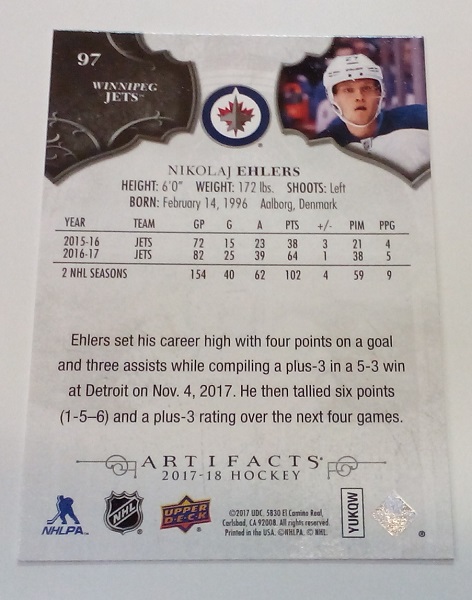 97
WINNIPEG
JETS™
NIKOLAJ EHLERS
HEIGHT: 6'0" WEIGHT: 172 lbs. SHOOTS: Left
BORN: February 14, 1996 Aalborg, Denmark
YEAR TEAM GP G A PTS +/- PIM PPG
2015-16 JETS 72 15 23 38 3 21 4
2016-17 JETS 82 25 39 64 1 38 5
2 NHL SEASONS 154 40 62 102 4 59 9
Ehlers set his career high with four points on a goal
and three assists while compiling a plus-3 in a 5-3 win
at Detroit on Nov. 4, 2017. He then tallied six points
(1-5–6) and a plus-3 rating over the next four games.
ARTIFACTS®
2017-18 HOCKEY
NHLPA™
NHL
UPPER
DECK
©2017 UDC. 5830 El Camino Real,
Carlsbad, CA 92008. All rights reserved.
Printed in the USA. ©NHLPA. © NHL.
YUKQW
®